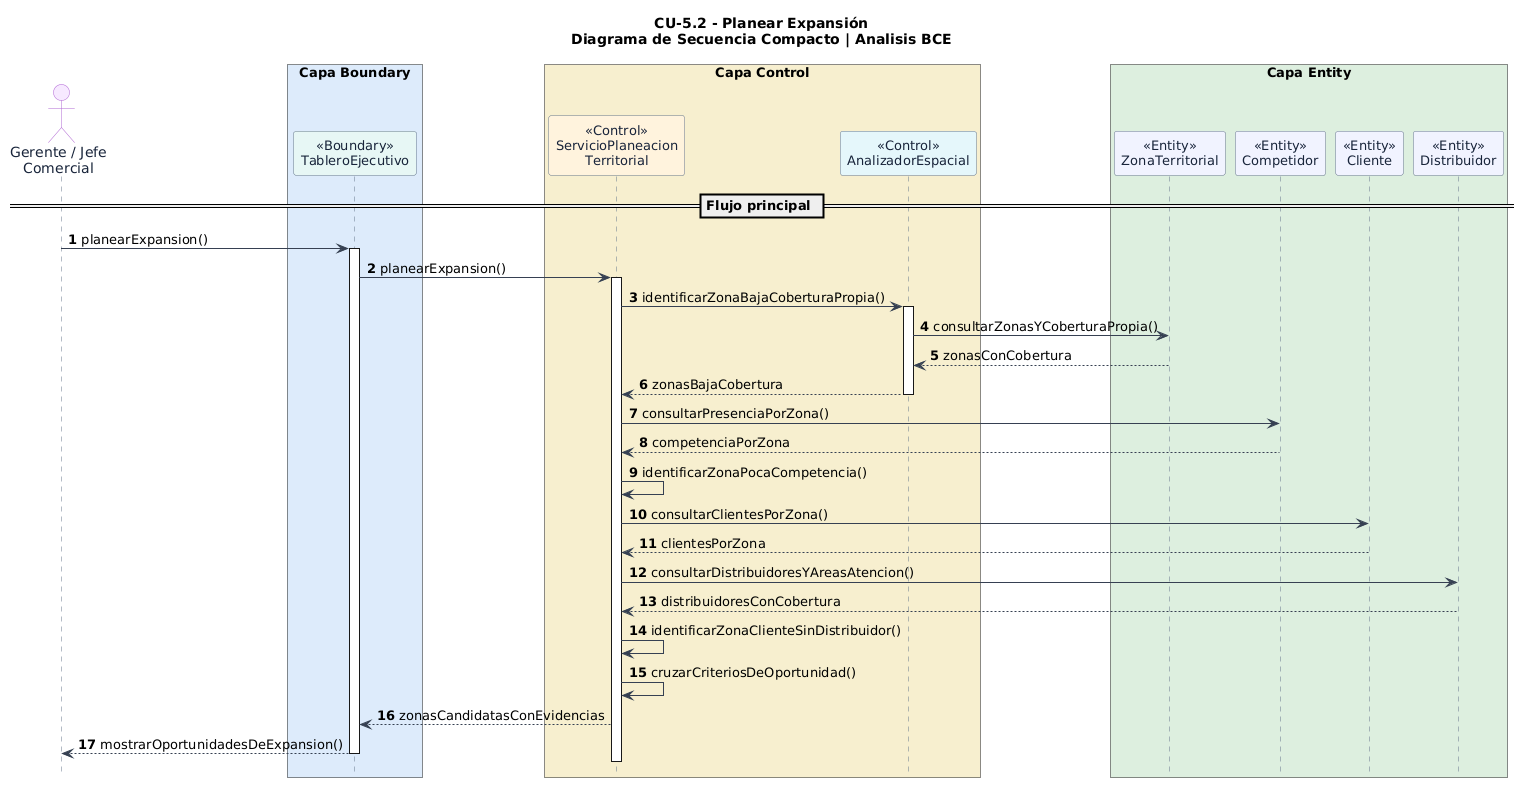 CU-5.2 - Planear Expansión
Diagrama de Secuencia Compacto | Analisis BCE
Capa Boundary
Capa Control
Capa Entity
Gerente / Jefe
Comercial
«Boundary»
TableroEjecutivo
«Control»
ServicioPlaneacion
Territorial
«Control»
AnalizadorEspacial
«Entity»
ZonaTerritorial
«Entity»
Competidor
«Entity»
Cliente
«Entity»
Distribuidor
Flujo principal
1 planearExpansion()
2 planearExpansion()
3 identificarZonaBajaCoberturaPropia()
4 consultarZonasYCoberturaPropia()
5 zonasConCobertura
6 zonasBajaCobertura
7 consultarPresenciaPorZona()
8 competenciaPorZona
9 identificarZonaPocaCompetencia()
10 consultarClientesPorZona()
11 clientesPorZona
12 consultarDistribuidoresYAreasAtencion()
13 distribuidoresConCobertura
14 identificarZonaClienteSinDistribuidor()
15 cruzarCriteriosDeOportunidad()
16 zonasCandidatasConEvidencias
17 mostrarOportunidadesDeExpansion()